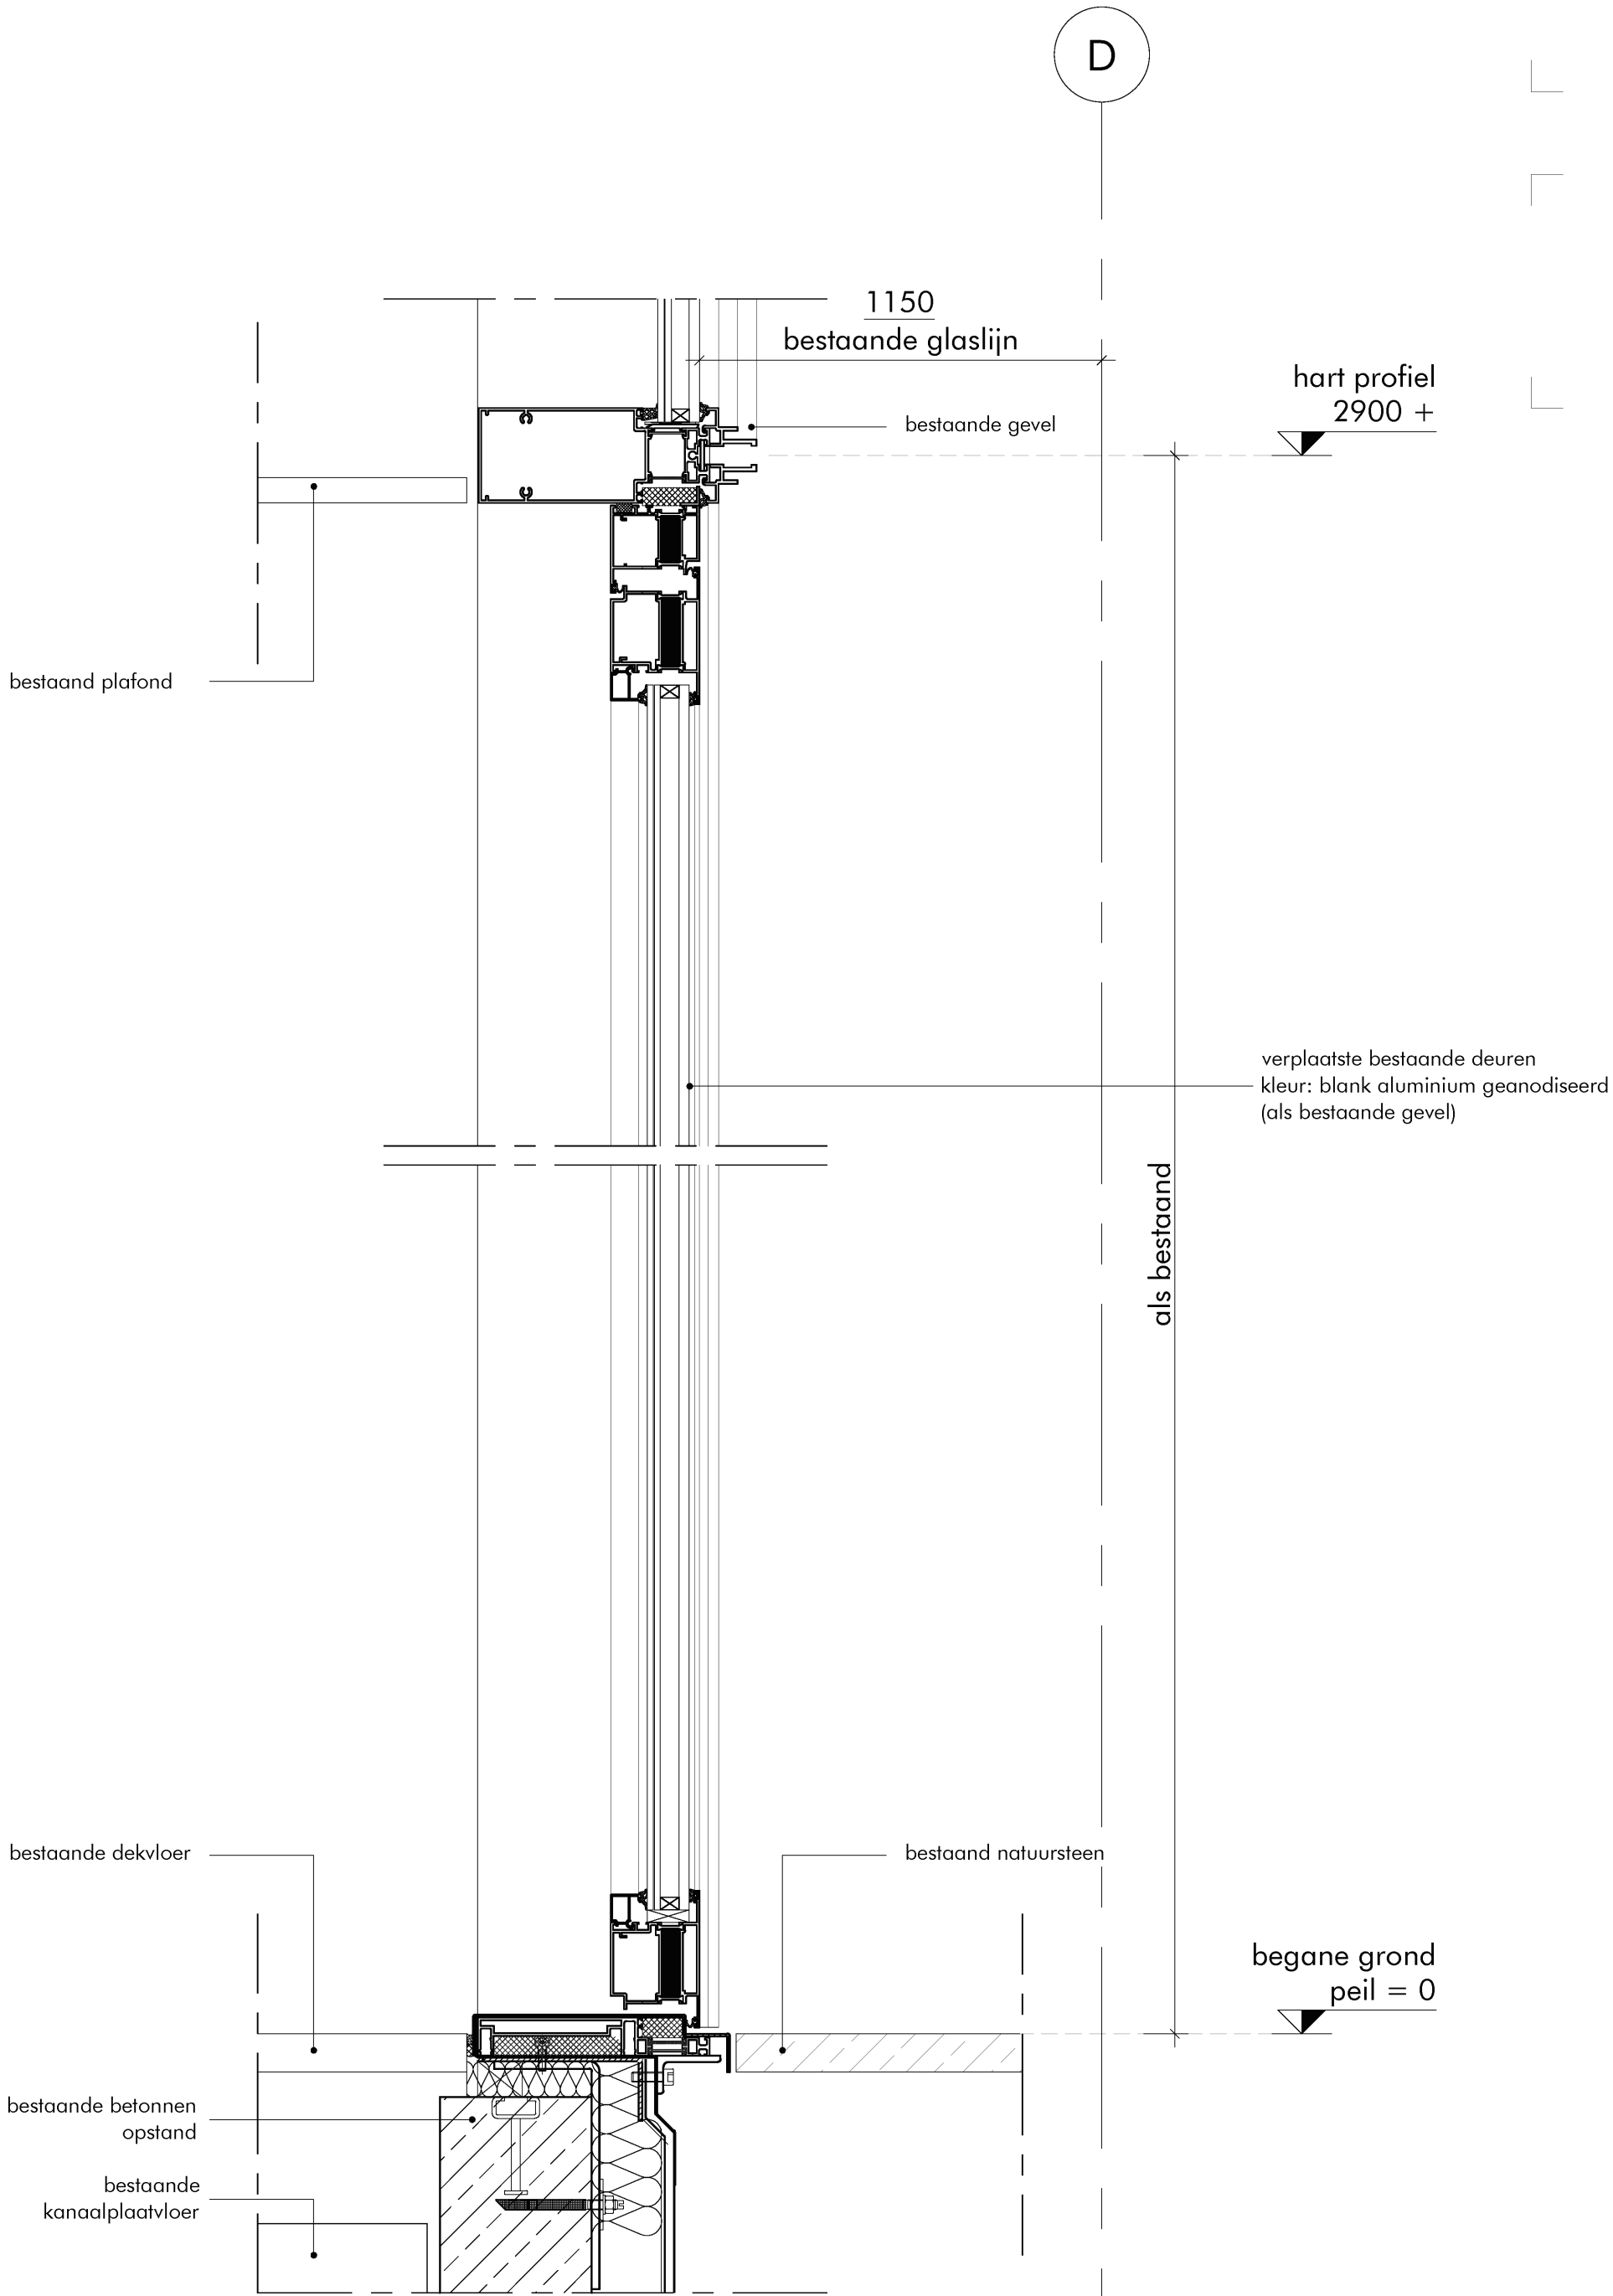 D
1150
bestaande glaslijn
hart profiel
2900 +
bestaande gevel
bestaand plafond
verplaatste bestaande deuren
kleur: blank aluminium geanodiseerd
(als bestaande gevel)
als bestaand
bestaande dekvloer
bestaand natuursteen
begane grond
peil = 0
bestaande betonnen
opstand
bestaande
kanaalplaatvloer